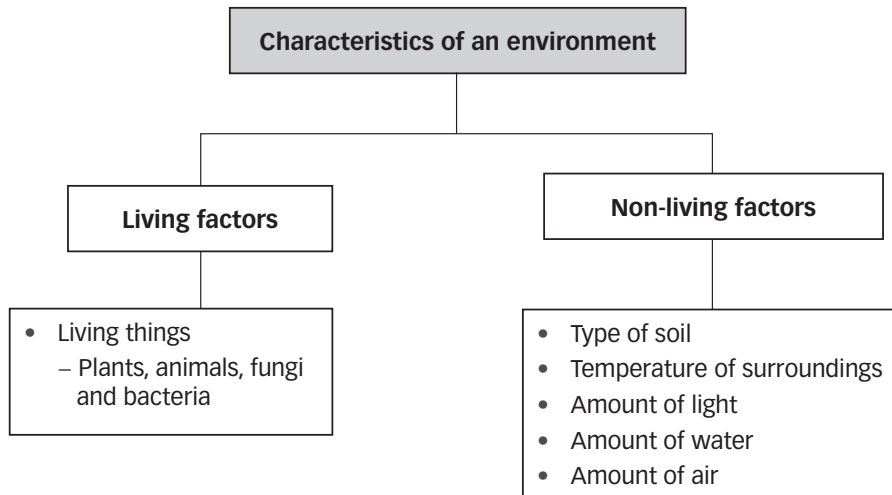 Characteristics of an environment
Living factors
• Living things
– Plants, animals, fungi
and bacteria
Non-living factors
• Type of soil
• Temperature of surroundings
• Amount of light
• Amount of water
• Amount of air